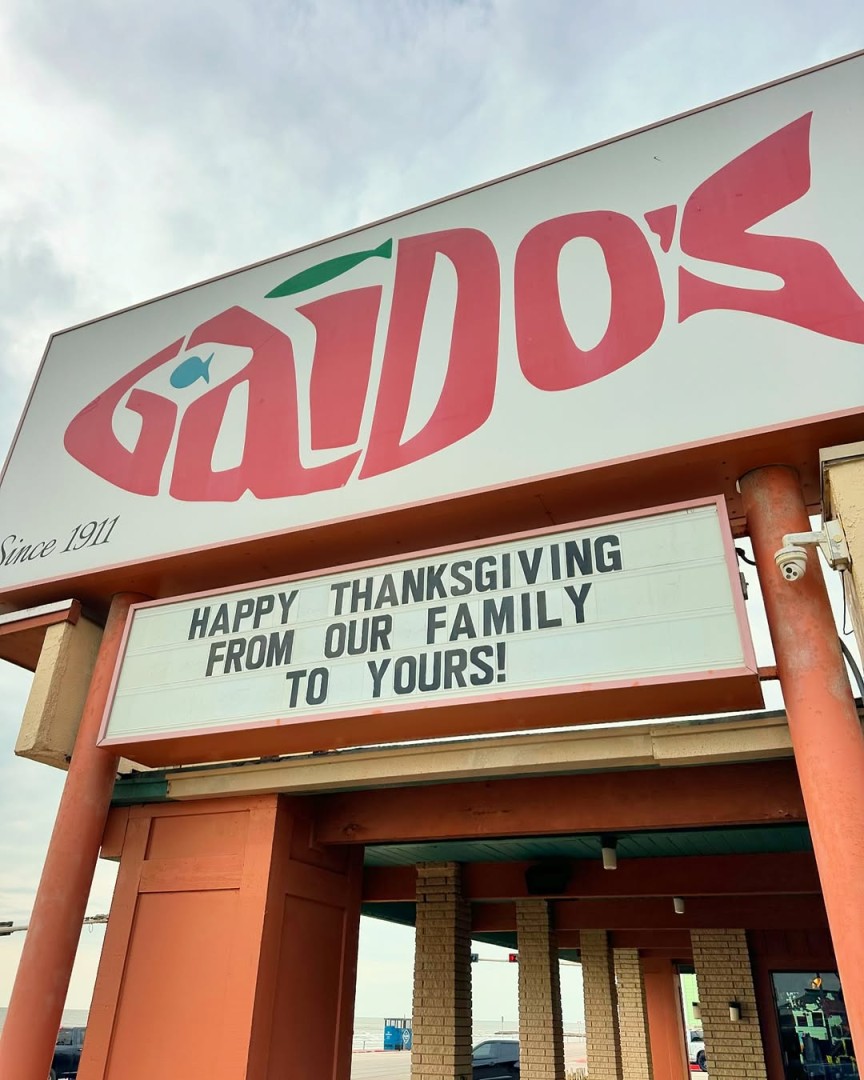 GaiDO's
Since 1911
HAPPY THANKSGIVING
FROM OUR FAMILY
TO YOURS!